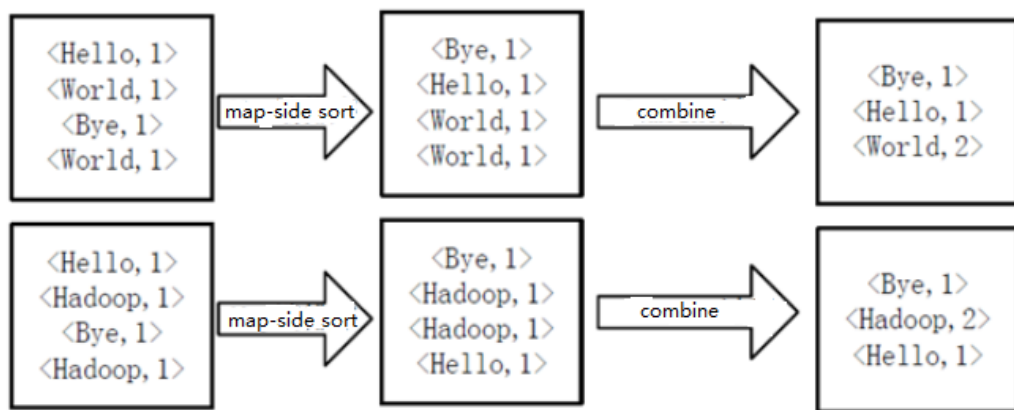 <Hello,1>
<World,1>
<Bye,1>
<World,1>
map-side sort
<Bye,1>
<Hello,1>
<World,1>
<World,1>
combine
<Bye,1>
<Hello,1>
<World,2>
<Hello,1>
<Hadoop,1>
<Bye,1>
<Hadoop,1>
map-side sort
<Bye,1>
<Hadoop,1>
<Hadoop,1>
<Hello,1>
combine
<Bye,1>
<Hadoop,2>
<Hello,1>